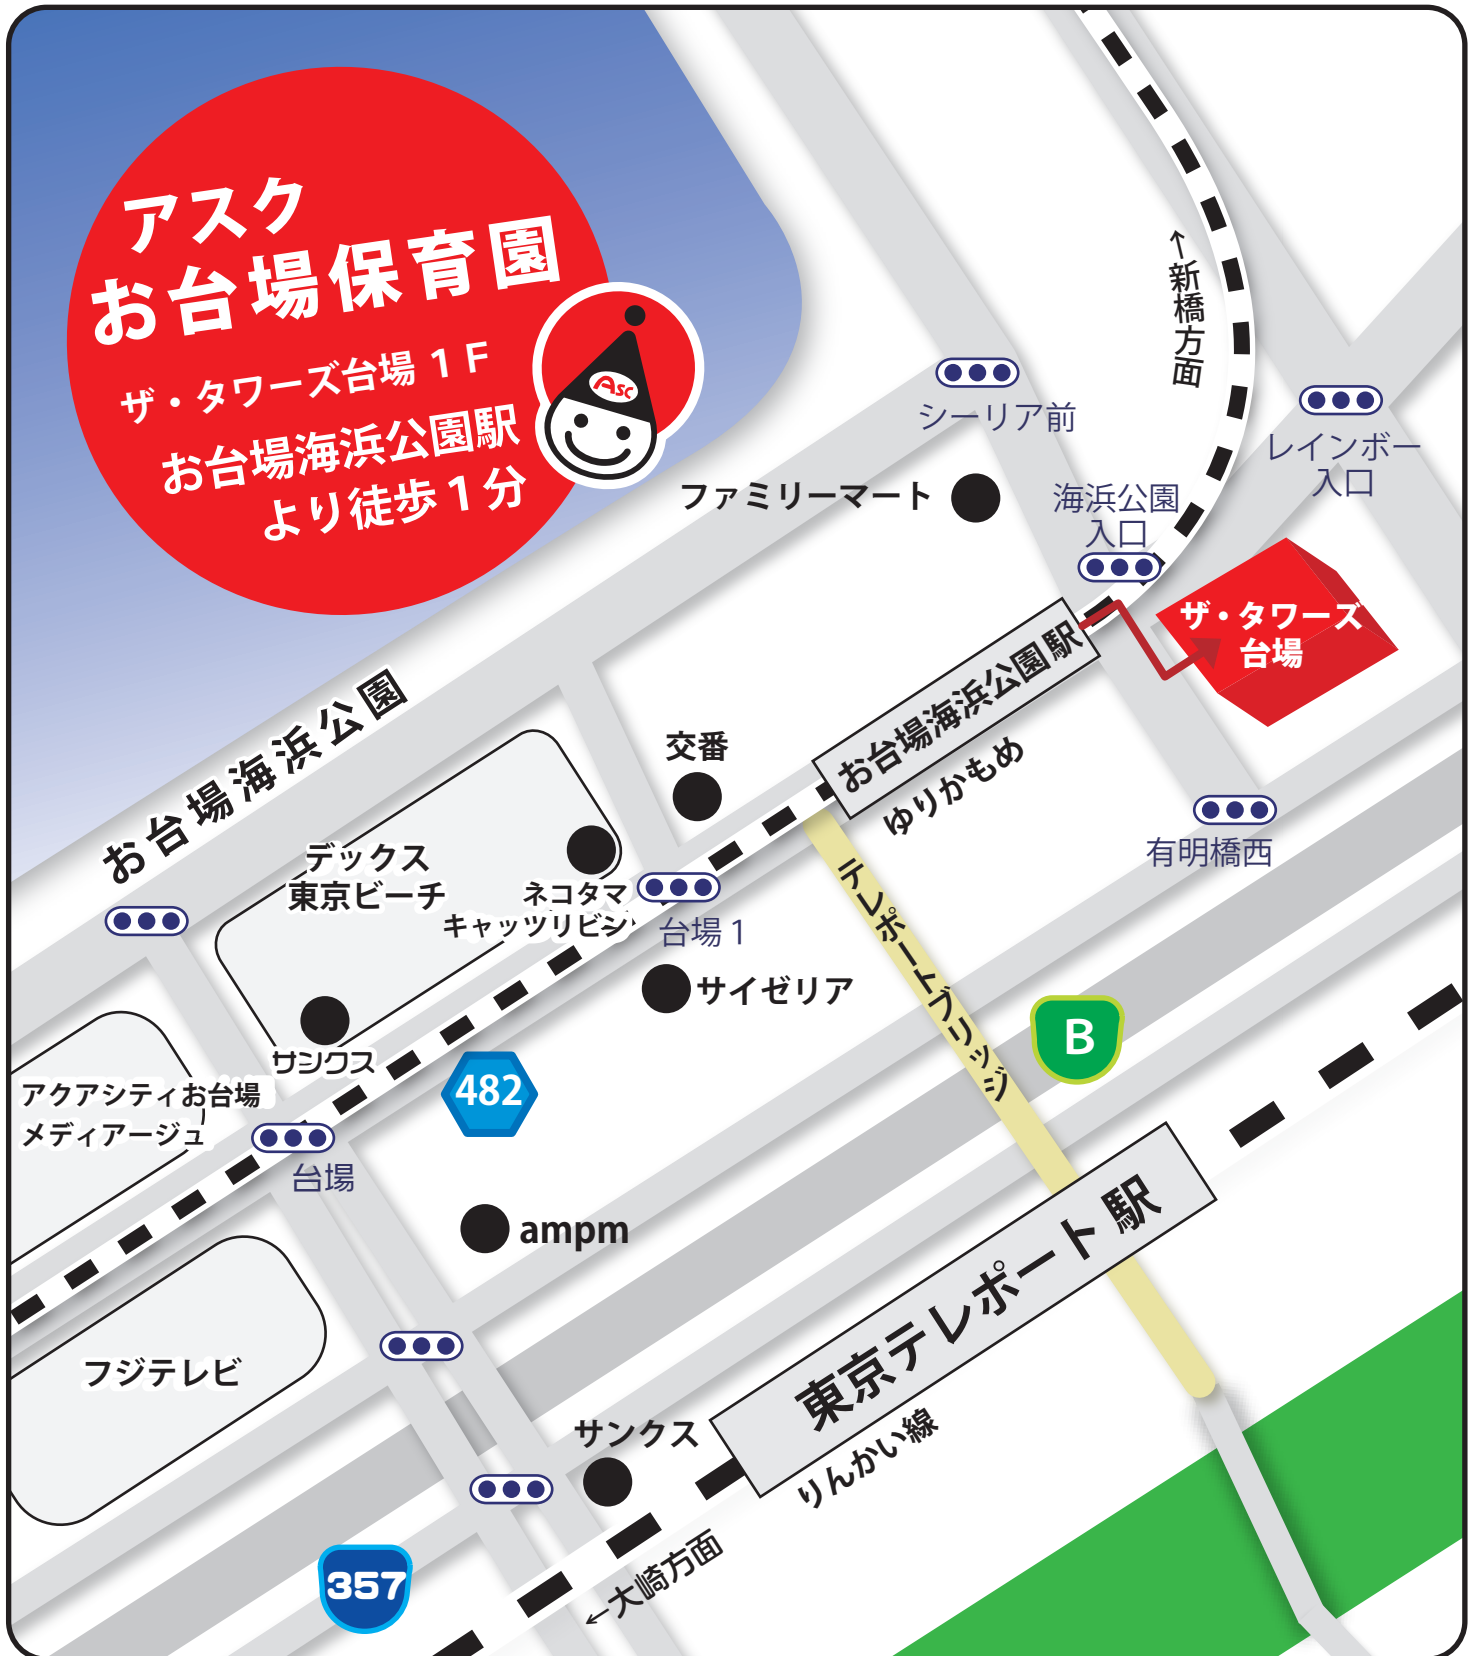 アスク
お台場保育園
ザ・タワーズ台場 1F
お台場海浜公園駅
より徒歩1分
Asc
↑新橋方面
シーリア前
レインボー
入口
ファミリーマート
海浜公園
入口
ザ・タワーズ
台場
お台場海浜公園駅
ゆりかもめ
お台場海浜公園
交番
デックス
東京ビーチ
ネコタマ
キャッツリビン
台場1
有明橋西
テレポートブリッジ
サイゼリア
サンクス
B
482
アクアシティお台場
メディアージュ
台場
ampm
東京テレポート駅
りんかい線
フジテレビ
サンクス
←大崎方面
357